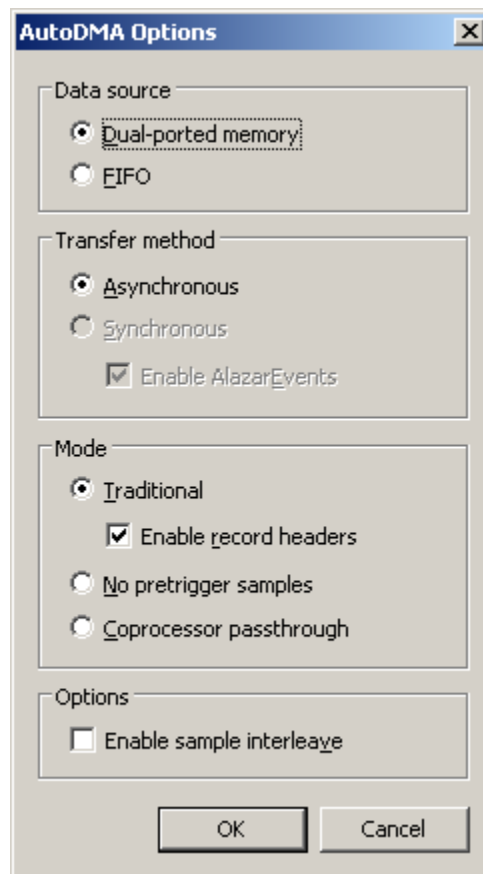 AutoDMA Options
Data source
Dual-ported memory
FIFO
Transfer method
Asynchronous
Synchronous
Enable AlazarEvents
Mode
Traditional
Enable record headers
No pretrigger samples
Coprocessor passthrough
Options
Enable sample interleave
OK Cancel